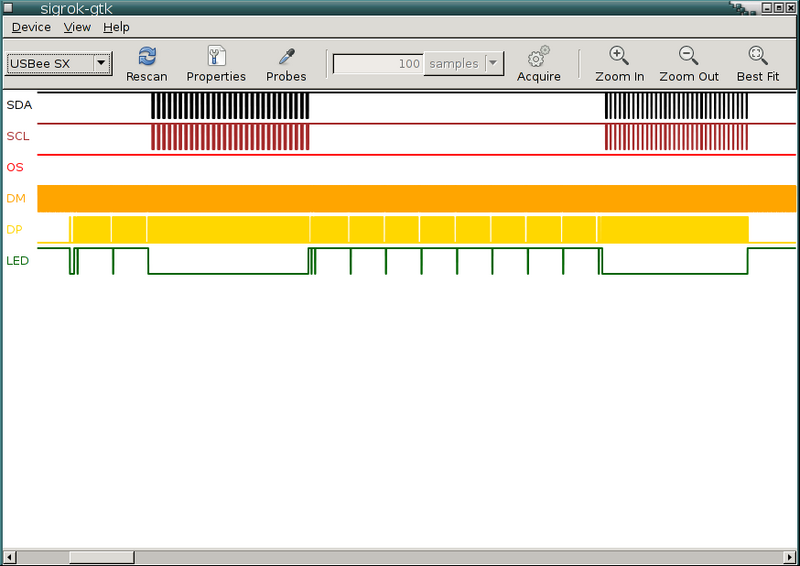 sigrok-gtk
Device View Help
USBee SX Rescan Properties Probes 100 samples Acquire Zoom In Zoom Out Best Fit
SDA
SCL
OS
DM
DP
LED